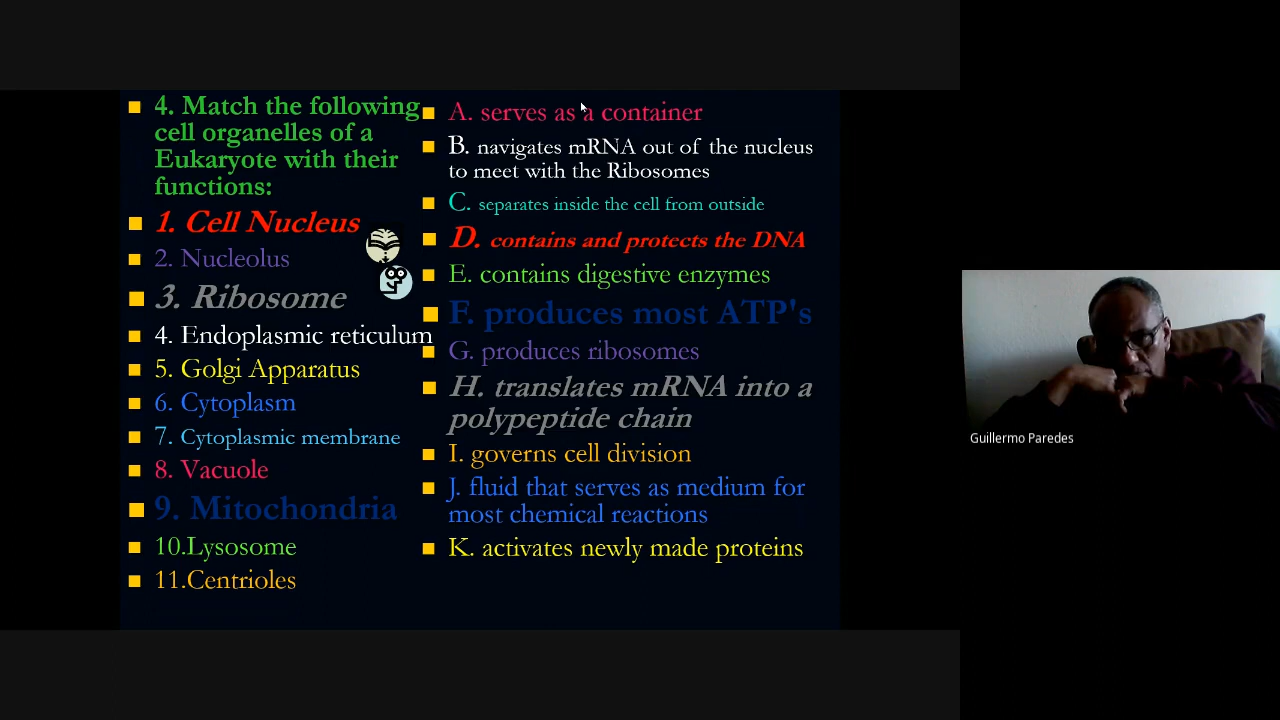 4. Match the following
cell organelles of a
Eukaryote with their
functions:
1. Cell Nucleus
2. Nucleolus
3. Ribosome
4. Endoplasmic reticulum
5. Golgi Apparatus
6. Cytoplasm
7. Cytoplasmic membrane
8. Vacuole
9. Mitochondria
10.Lysosome
11.Centrioles
A. serves as a container
B. navigates mRNA out of the nucleus
to meet with the Ribosomes
C. separates inside the cell from outside
D. contains and protects the DNA
E. contains digestive enzymes
F. produces most ATP's
G. produces ribosomes
H. translates mRNA into a
polypeptide chain
I. governs cell division
J. fluid that serves as medium for
most chemical reactions
K. activates newly made proteins
Guillermo Paredes